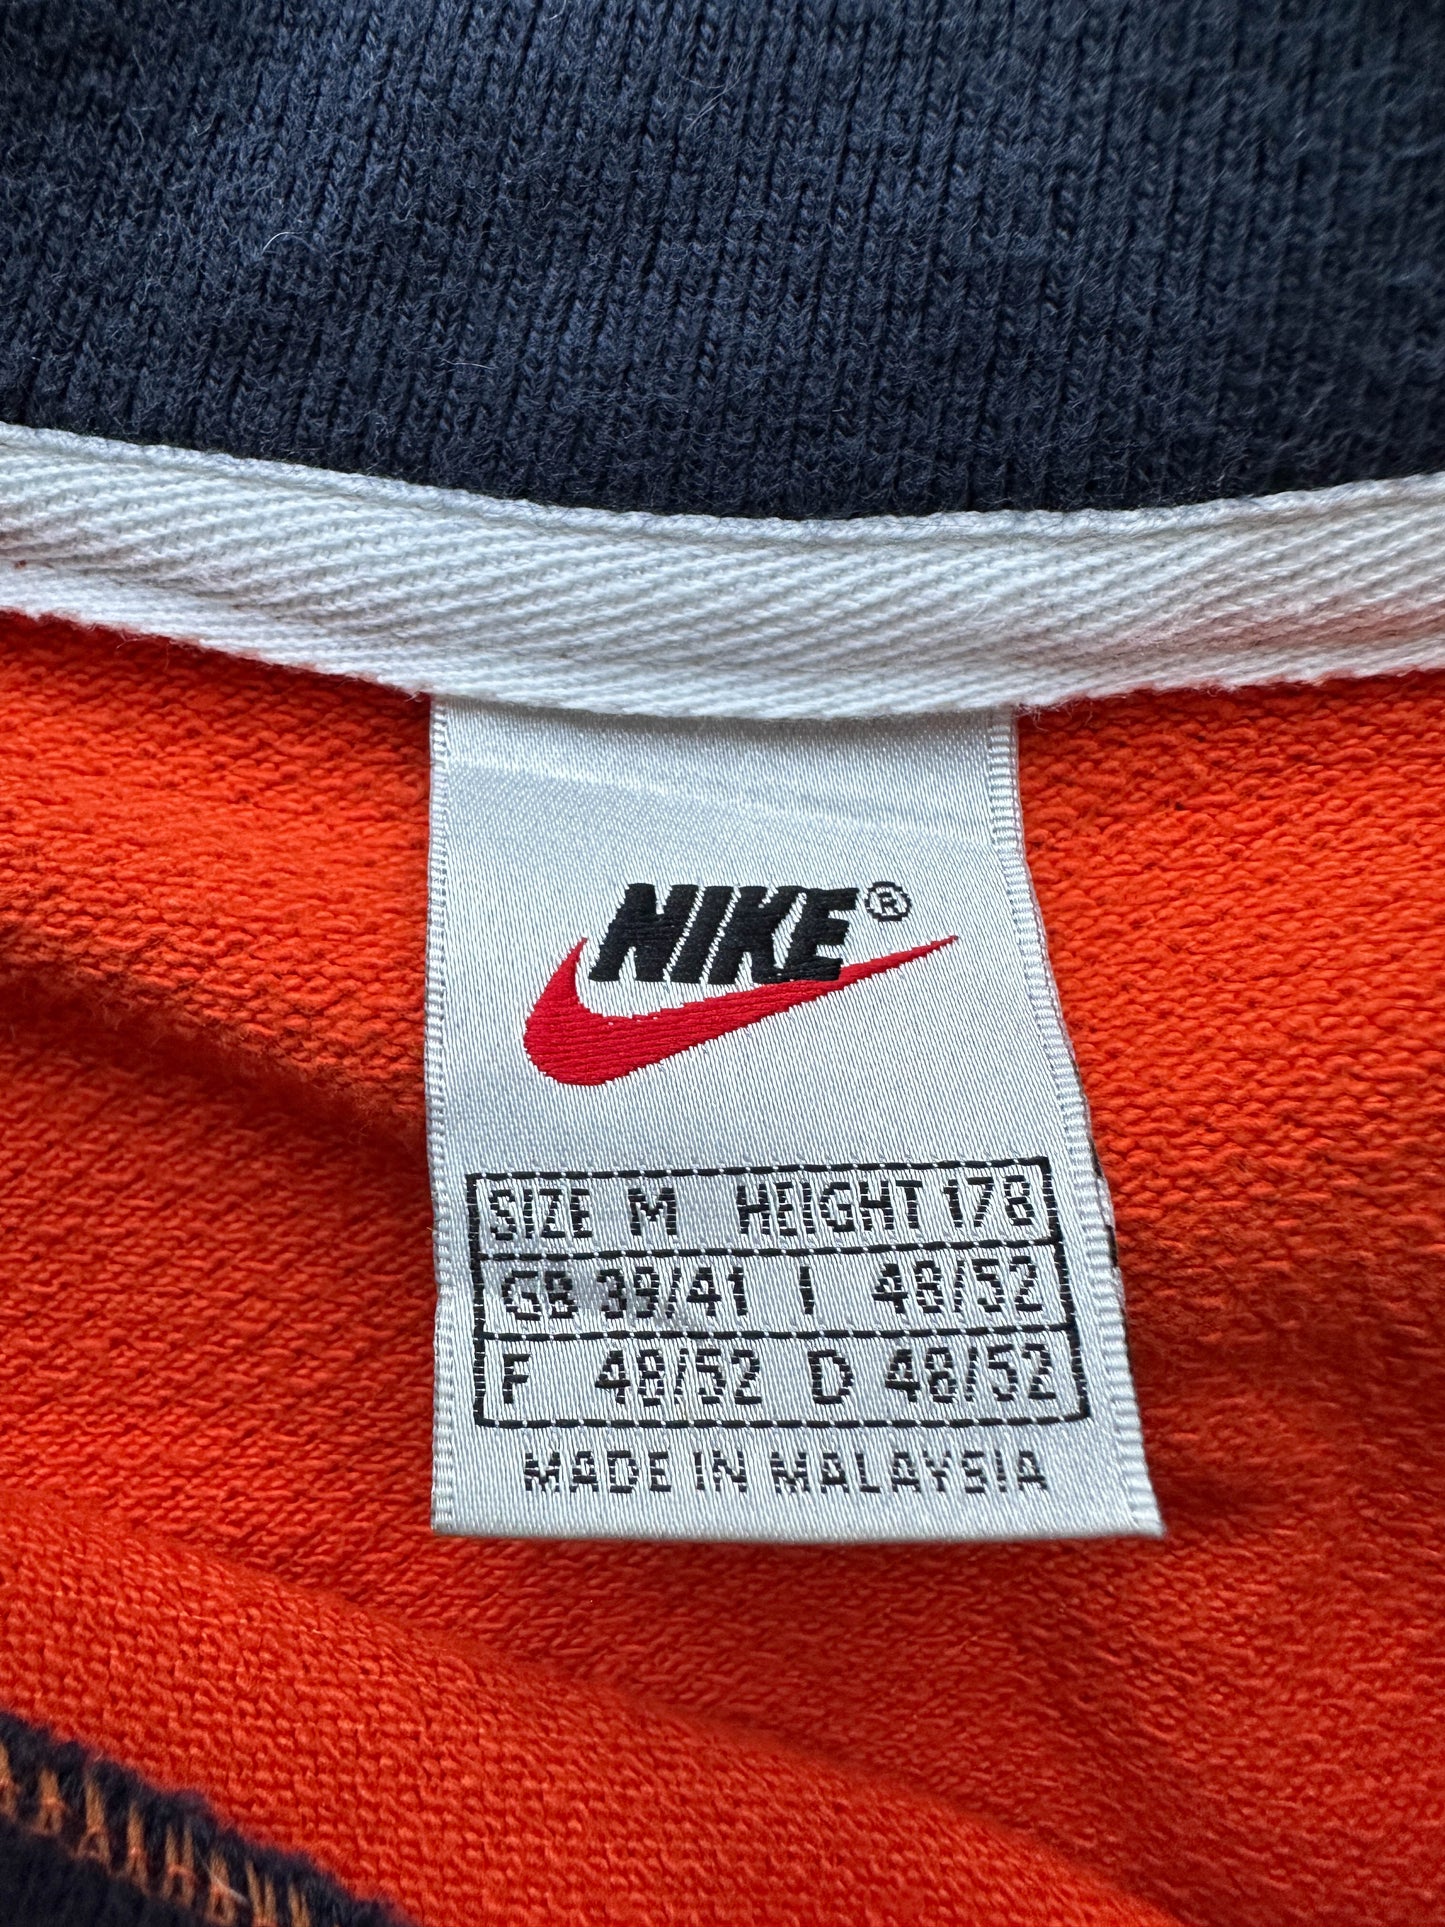 NIKE®
SIZE M HEIGHT 178
GB 39/41 I 48/52
F 48/52 D 48/52
MADE IN MALAYSIA